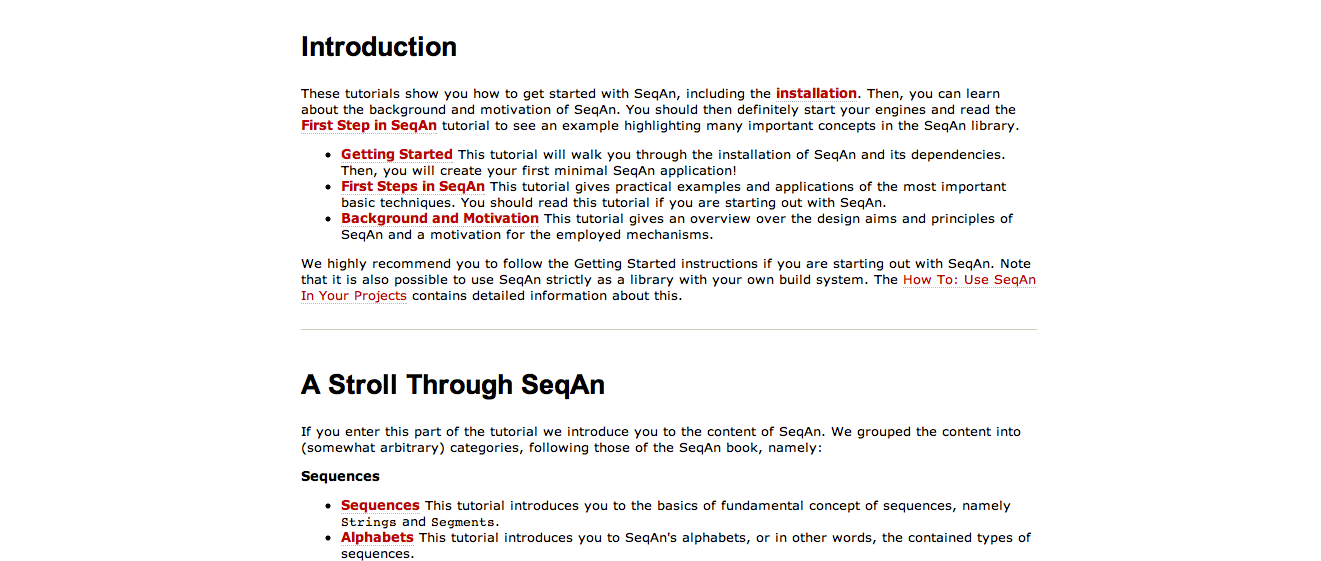 Introduction
These tutorials show you how to get started with SeqAn, including the installation. Then, you can learn
about the background and motivation of SeqAn. You should then definitely start your engines and read the
First Step in SeqAn tutorial to see an example highlighting many important concepts in the SeqAn library.
• Getting Started This tutorial will walk you through the installation of SeqAn and its dependencies.
Then, you will create your first minimal SeqAn application!
• First Steps in SeqAn This tutorial gives practical examples and applications of the most important
basic techniques. You should read this tutorial if you are starting out with SeqAn.
• Background and Motivation This tutorial gives an overview over the design aims and principles of
SeqAn and a motivation for the employed mechanisms.
We highly recommend you to follow the Getting Started instructions if you are starting out with SeqAn. Note
that it is also possible to use SeqAn strictly as a library with your own build system. The How To: Use SeqAn
In Your Projects contains detailed information about this.
A Stroll Through SeqAn
If you enter this part of the tutorial we introduce you to the content of SeqAn. We grouped the content into
(somewhat arbitrary) categories, following those of the SeqAn book, namely:
Sequences
• Sequences This tutorial introduces you to the basics of fundamental concept of sequences, namely
Strings and Segments.
• Alphabets This tutorial introduces you to SeqAn's alphabets, or in other words, the contained types of
sequences.